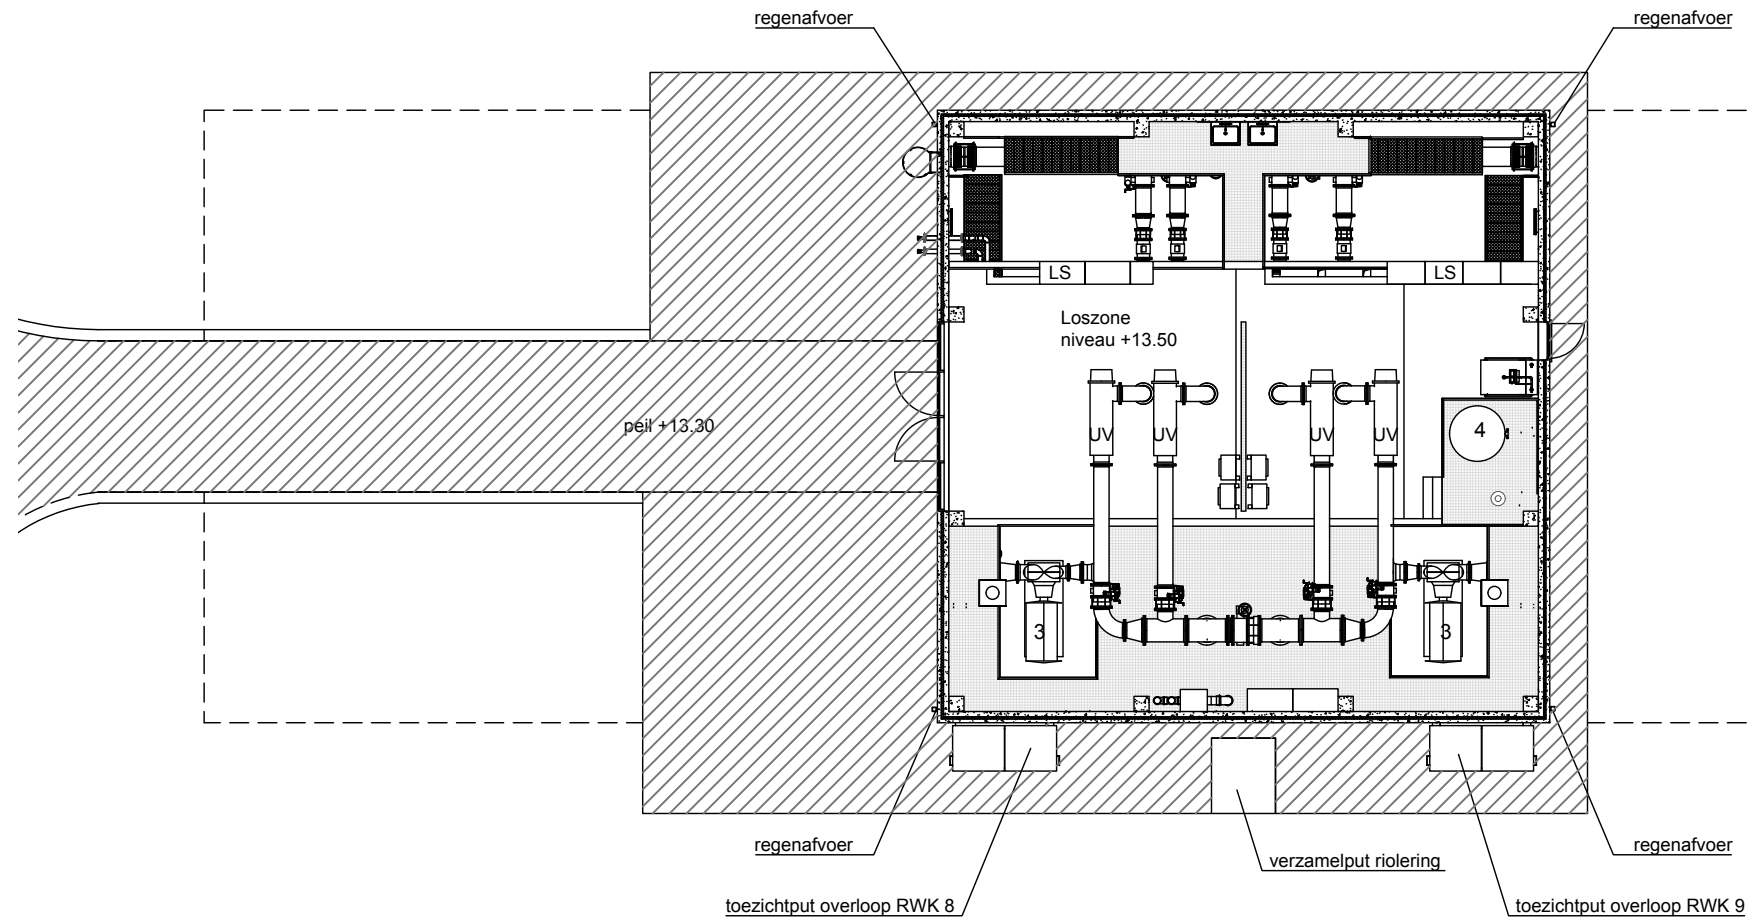 regenafvoer
regenafvoer
LS
LS
Loszone
niveau +13.50
peil +13.30
UV
UV
UV
UV
4
3
3
regenafvoer
regenafvoer
verzamelput riolering
toezichtput overloop RWK 8
toezichtput overloop RWK 9